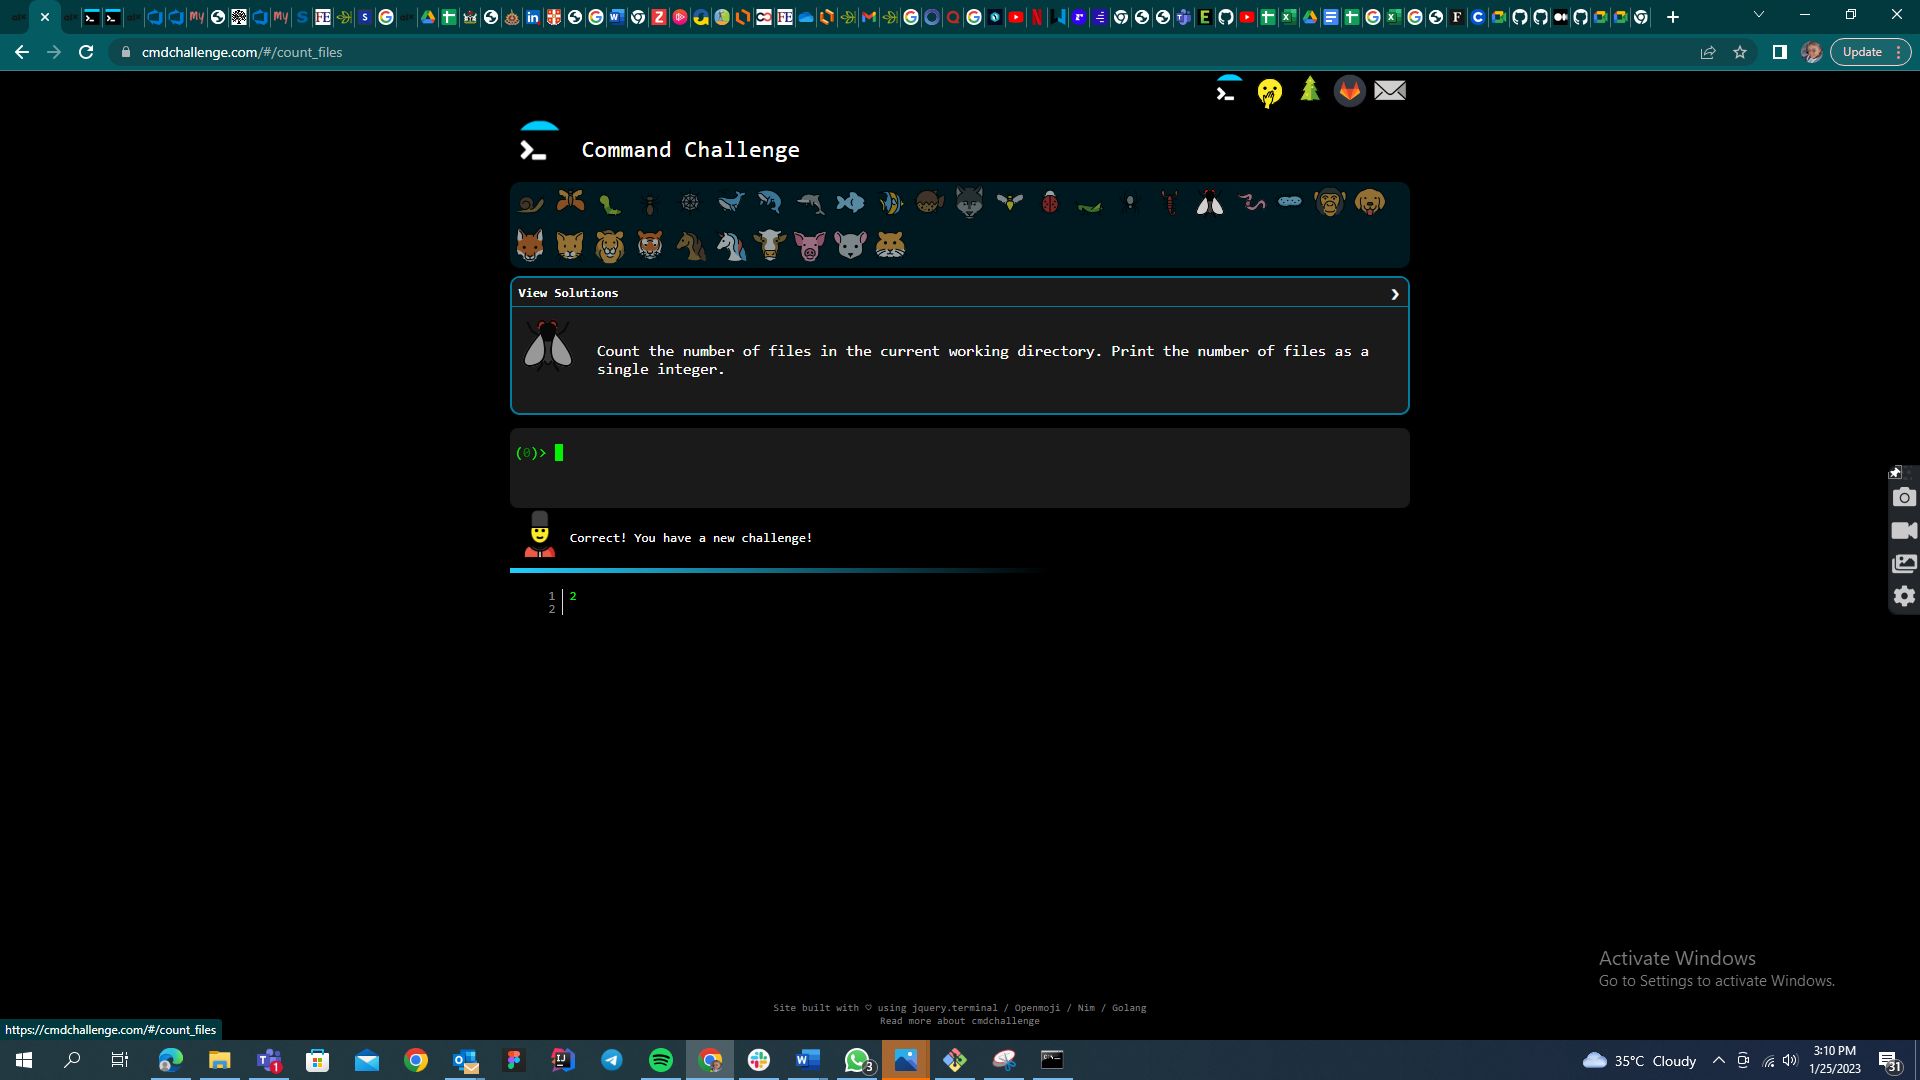 cmdchallenge.com/#/count_files
Update
Command Challenge
View Solutions
Count the number of files in the current working directory. Print the number of files as a
single integer.
(0)>
Correct! You have a new challenge!
1 2
2
Activate Windows
Go to Settings to activate Windows.
Site built with ♡ using jquery.terminal / Openmoji / Nim / Golang
Read more about cmdchallenge
https://cmdchallenge.com/#/count_files
35°C Cloudy
3:10 PM
1/25/2023
31
1
3